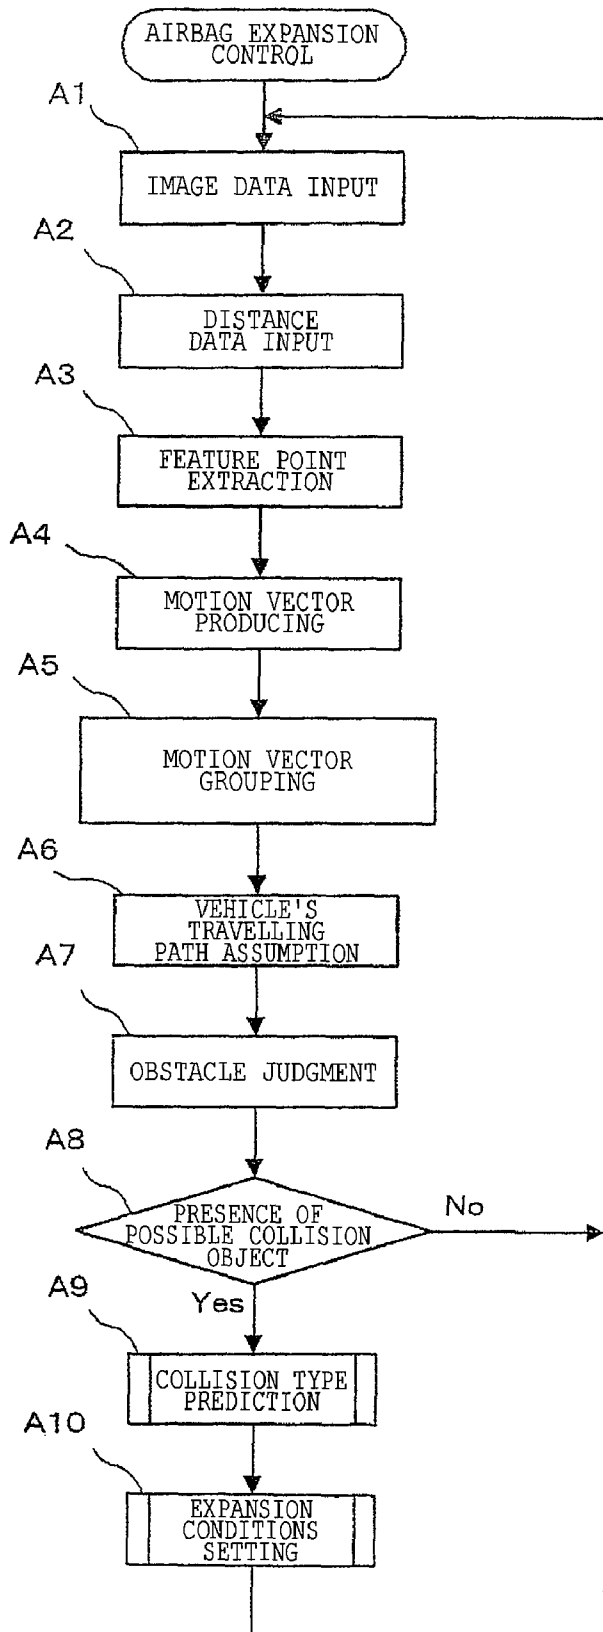 AIRBAG EXPANSION
CONTROL
A1
IMAGE DATA INPUT
A2
DISTANCE
DATA INPUT
A3
FEATURE POINT
EXTRACTION
A4
MOTION VECTOR
PRODUCING
A5
MOTION VECTOR
GROUPING
A6
VEHICLE'S
TRAVELLING
PATH ASSUMPTION
A7
OBSTACLE JUDGMENT
A8
PRESENCE OF
POSSIBLE COLLISION
OBJECT
No
Yes
A9
COLLISION TYPE
PREDICTION
A10
EXPANSION
CONDITIONS
SETTING